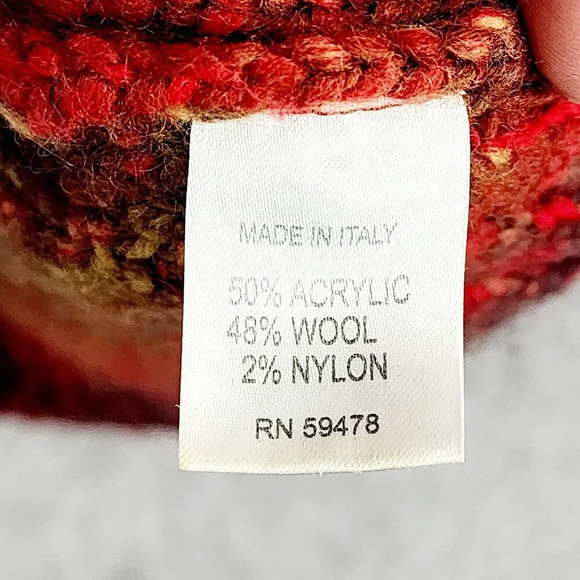 MADE IN ITALY
50% ACRYLIC
48% WOOL
2% NYLON
RN 59478